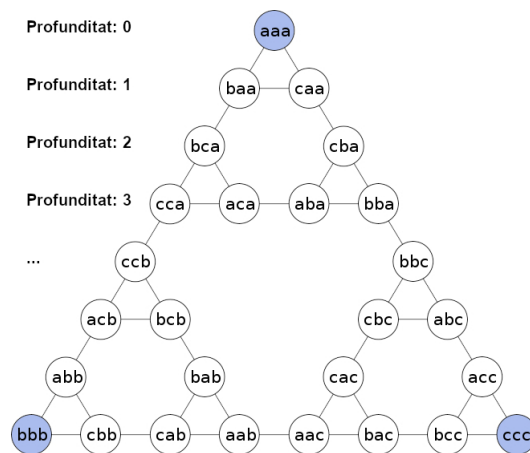 Profunditat: 0 aaa
Profunditat: 1 baa caa
Profunditat: 2 bca cba
Profunditat: 3 cca aca aba bba
... ccb bbc
acb bcb cbc abc
abb bab cac acc
bbb cbb cab aab aac bac bcc ccc